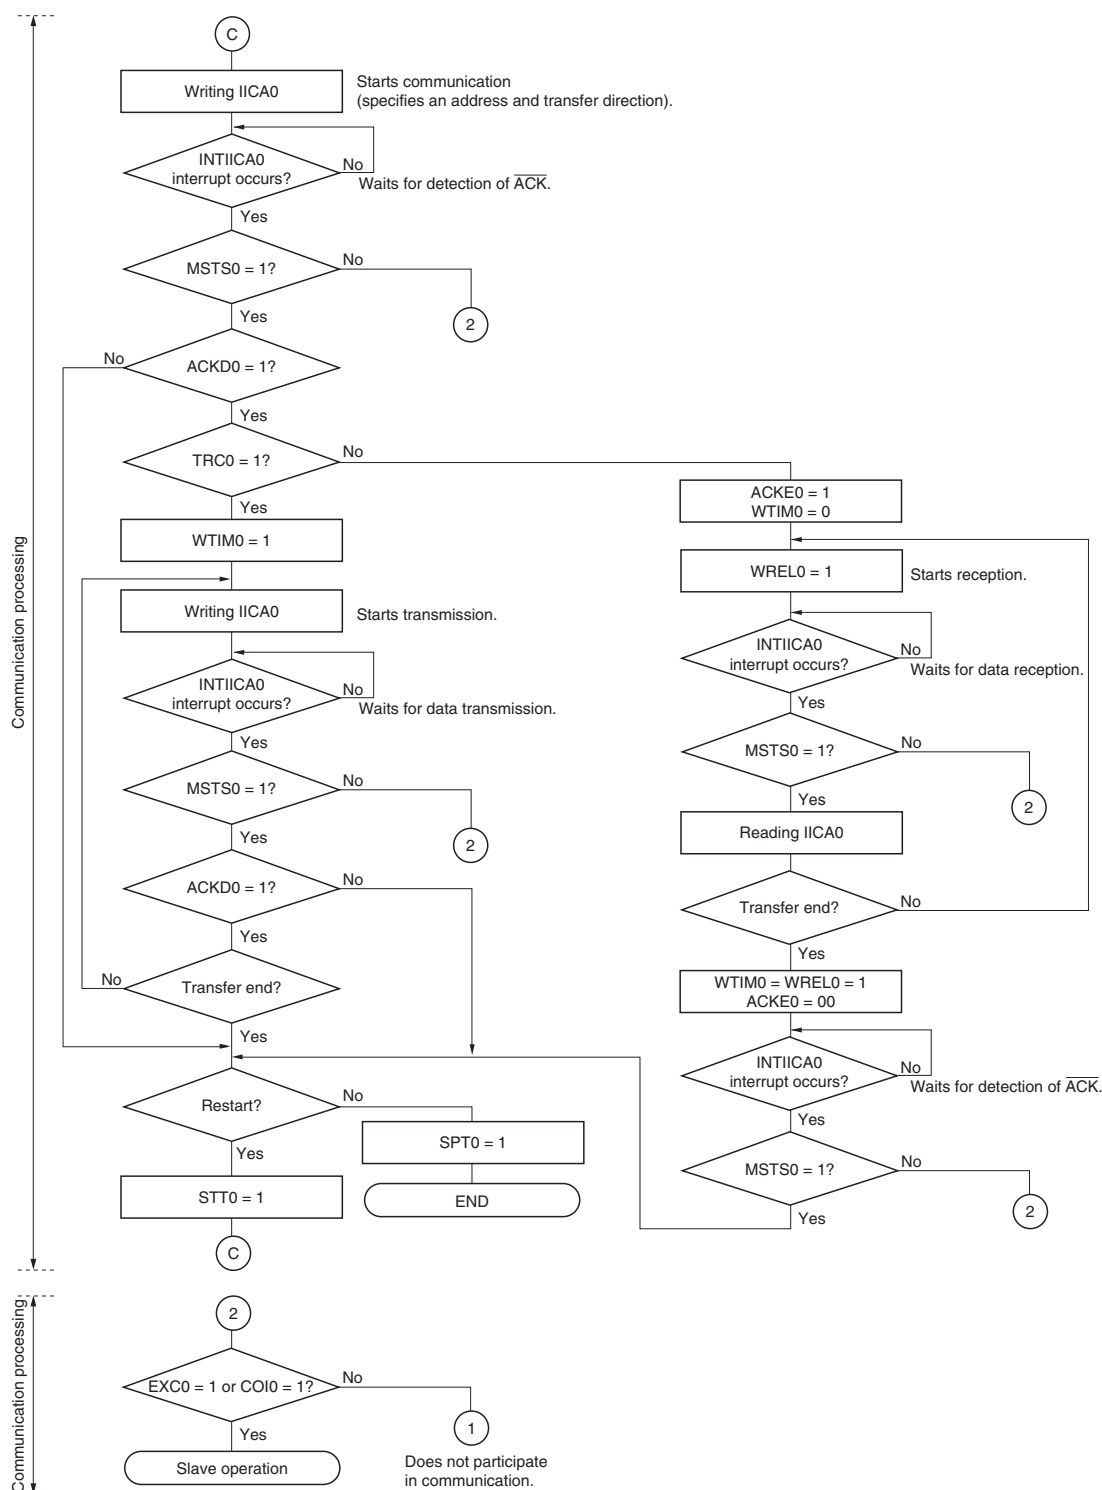 C
Writing IICA0
Starts communication
(specifies an address and transfer direction).
INTIICA0
interrupt occurs?
No
Waits for detection of ACK.
Yes
MSTS0 = 1?
No
2
Yes
ACKD0 = 1?
No
Yes
TRC0 = 1?
No
Yes
WTIM0 = 1
Writing IICA0
Starts transmission.
INTIICA0
interrupt occurs?
No
Waits for data transmission.
Yes
MSTS0 = 1?
No
2
Yes
ACKD0 = 1?
No
Yes
Transfer end?
No
Yes
Restart?
No
SPT0 = 1
END
Yes
STT0 = 1
C
ACKE0 = 1
WTIM0 = 0
WREL0 = 1
Starts reception.
INTIICA0
interrupt occurs?
No
Waits for data reception.
Yes
MSTS0 = 1?
No
2
Yes
Reading IICA0
Transfer end?
No
Yes
WTIM0 = WREL0 = 1
ACKE0 = 00
INTIICA0
interrupt occurs?
No
Waits for detection of ACK.
Yes
MSTS0 = 1?
No
2
Yes
Communication processing
2
EXC0 = 1 or COI0 = 1?
No
1
Does not participate
in communication.
Yes
Slave operation
Communication processing